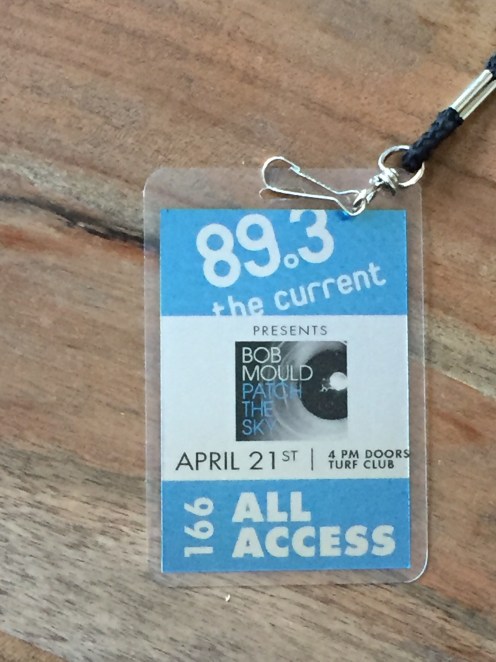 89.3
the current
PRESENTS
BOB
MOULD
PATCH
THE
SKY
APRIL 21ST | 4 PM DOORS
TURF CLUB
166
ALL
ACCESS